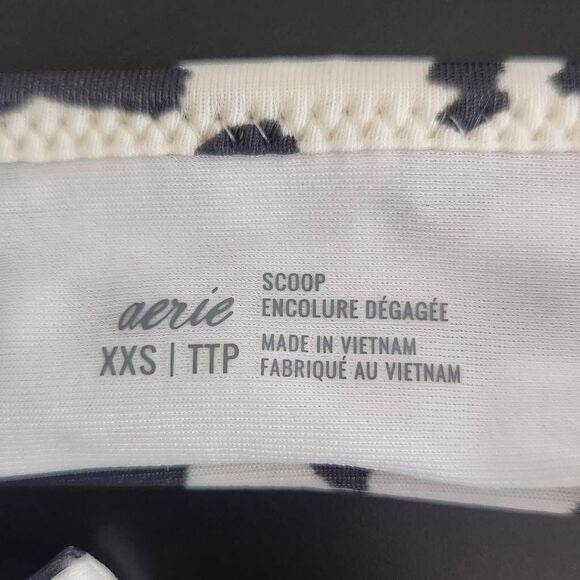 aerie
XXS | TTP
SCOOP
ENCOLURE DÉGAGÉE
MADE IN VIETNAM
FABRIQUÉ AU VIETNAM